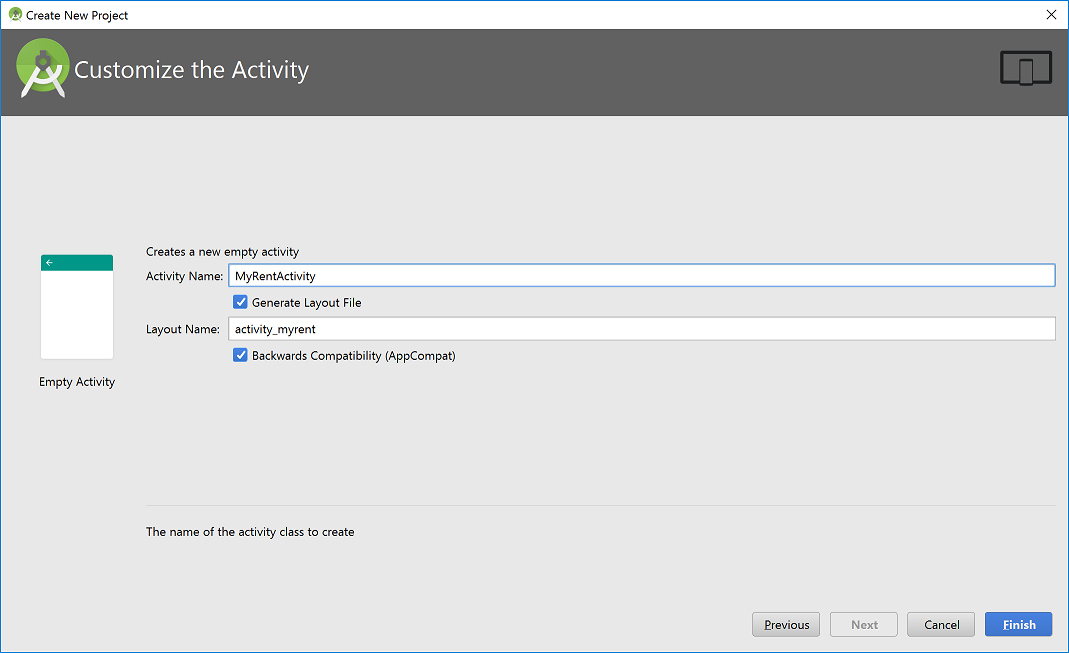 Create New Project
Customize the Activity
Creates a new empty activity
Activity Name: MyRentActivity
Generate Layout File
Layout Name: activity_myrent
Backwards Compatibility (AppCompat)
Empty Activity
The name of the activity class to create
Previous Next Cancel Finish